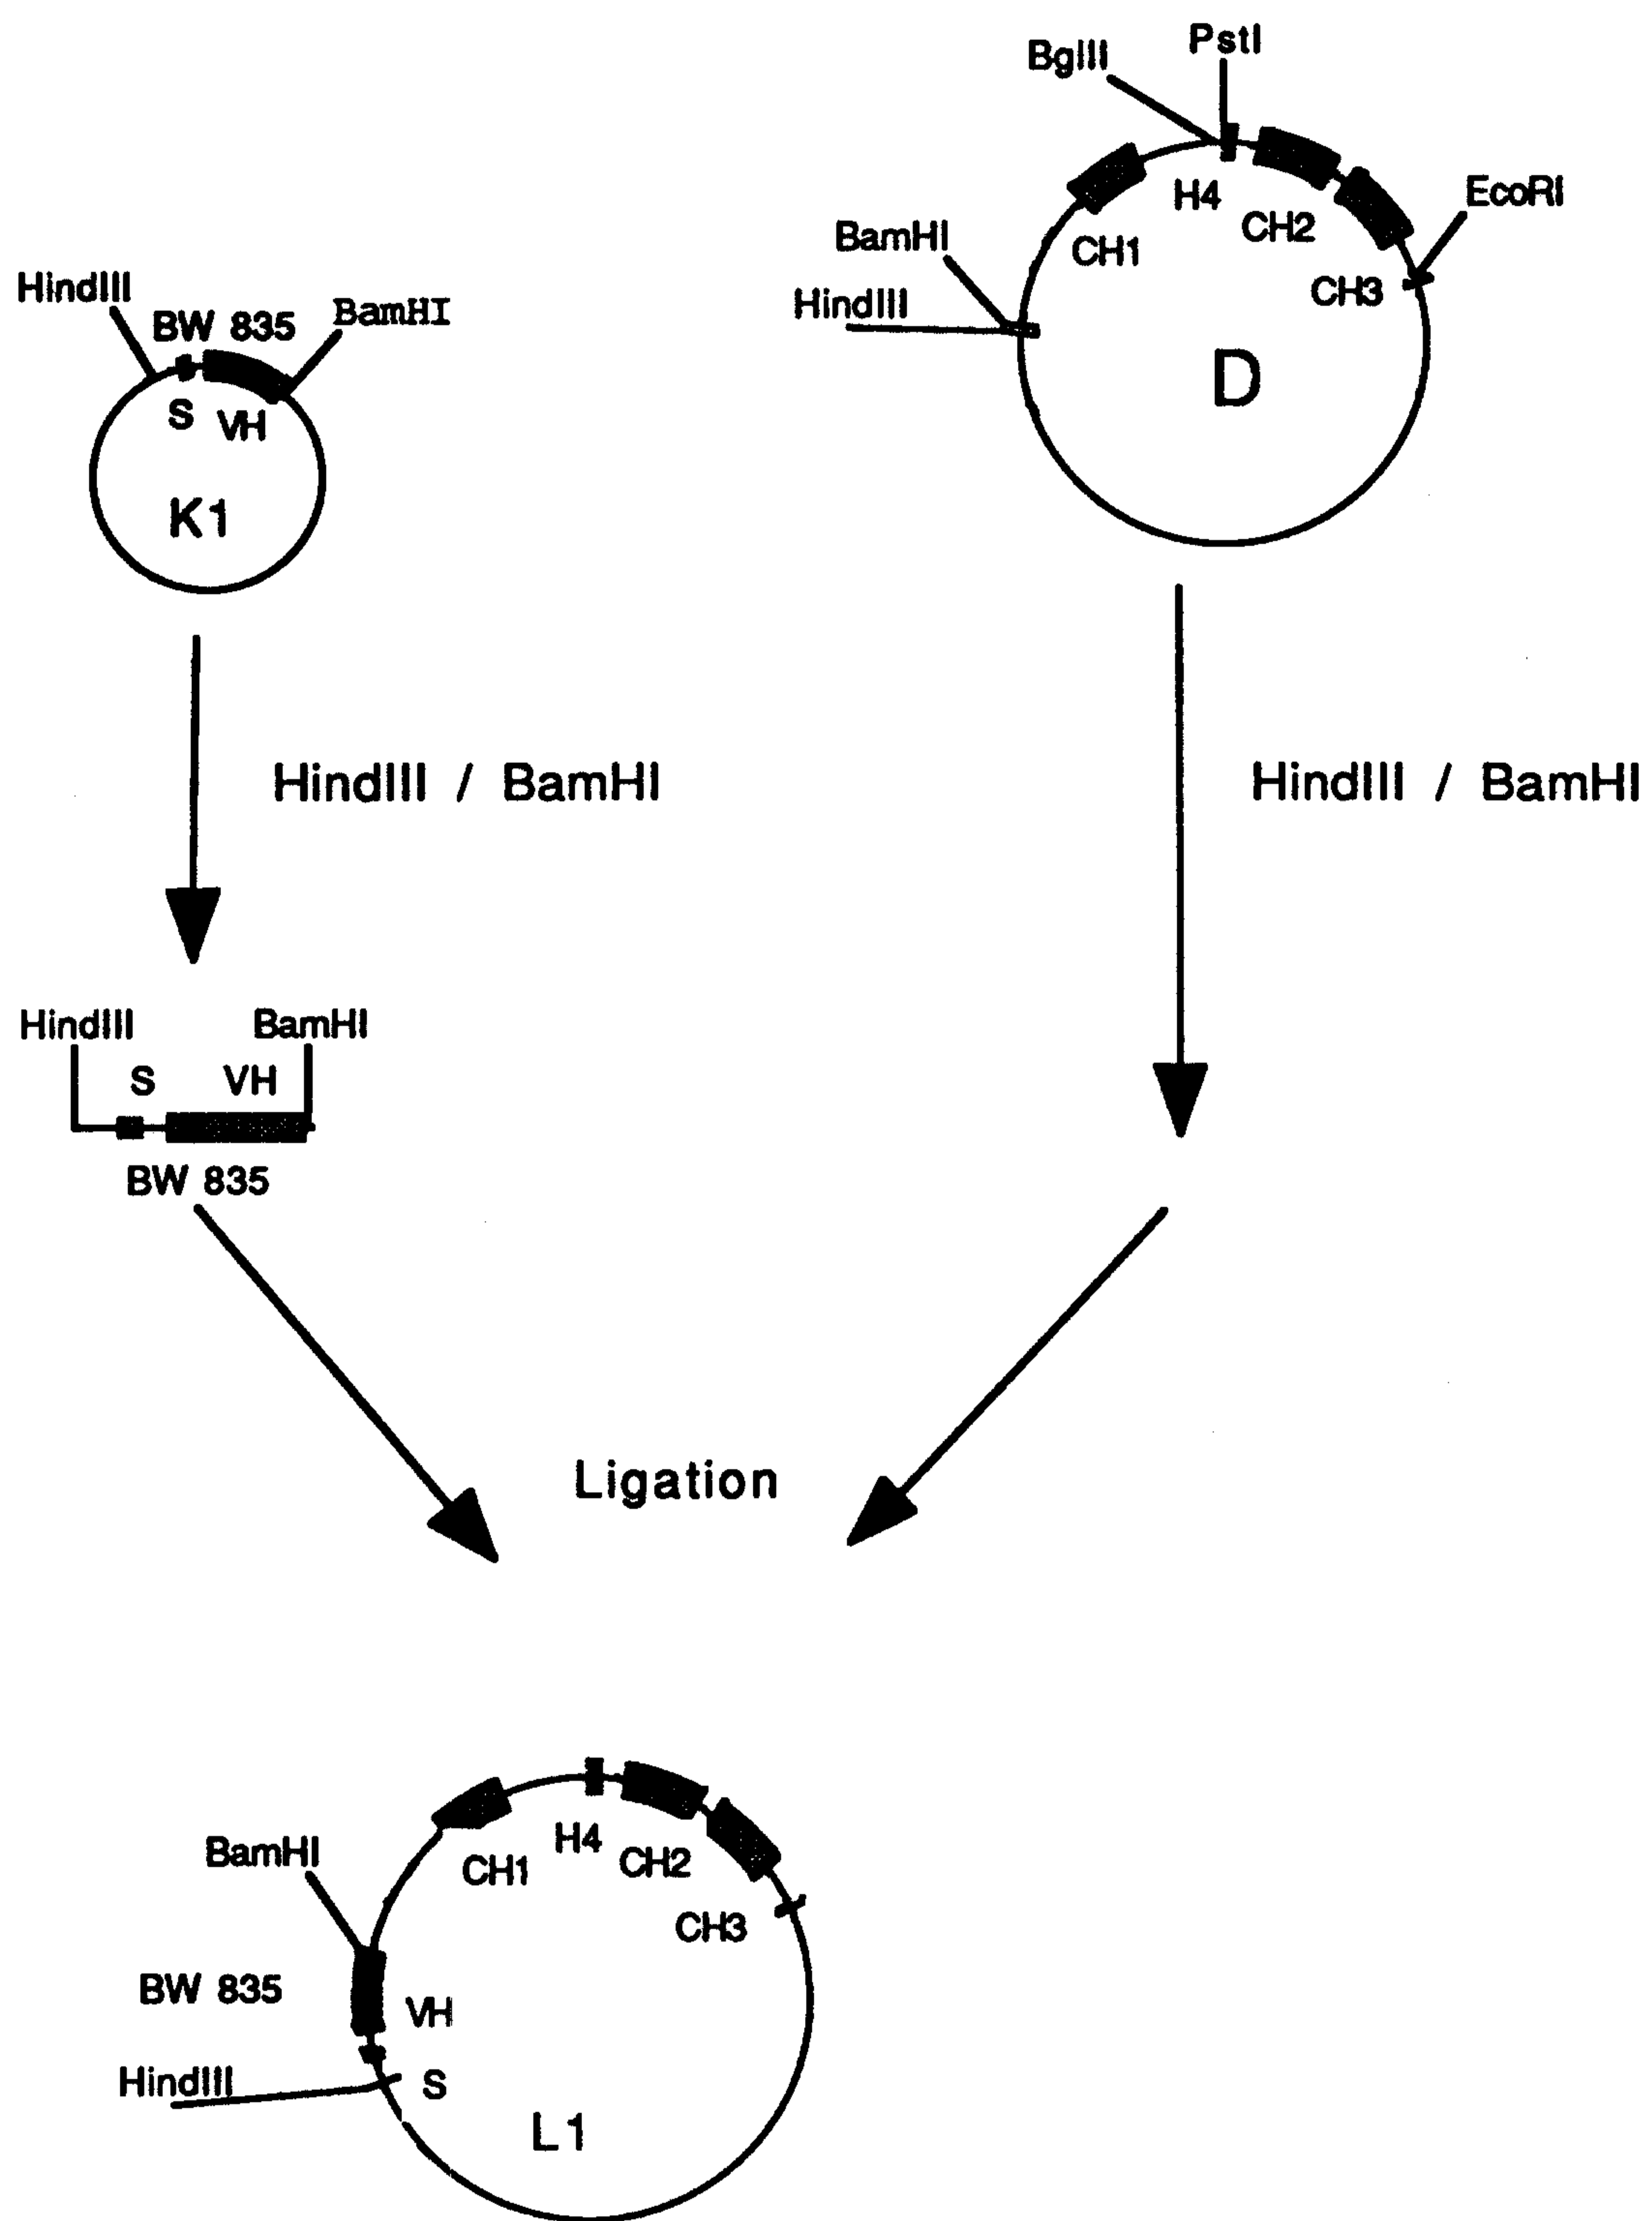 PstI
BglII
EcoRI
H4
CH2
BamHI
CH1
HindIII
BW 835
BamHI
CH3
HindIII
D
S
VH
K1
HindIII / BamHI
HindIII / BamHI
HindIII
BamHI
S
VH
BW 835
Ligation
H4
BamHI
CH1
CH2
CH3
BW 835
VH
HindIII
S
L1